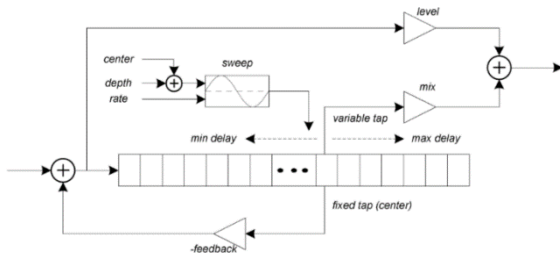 level
center
sweep
depth
rate
mix
variable tap
min delay
max delay
fixed tap (center)
-feedback